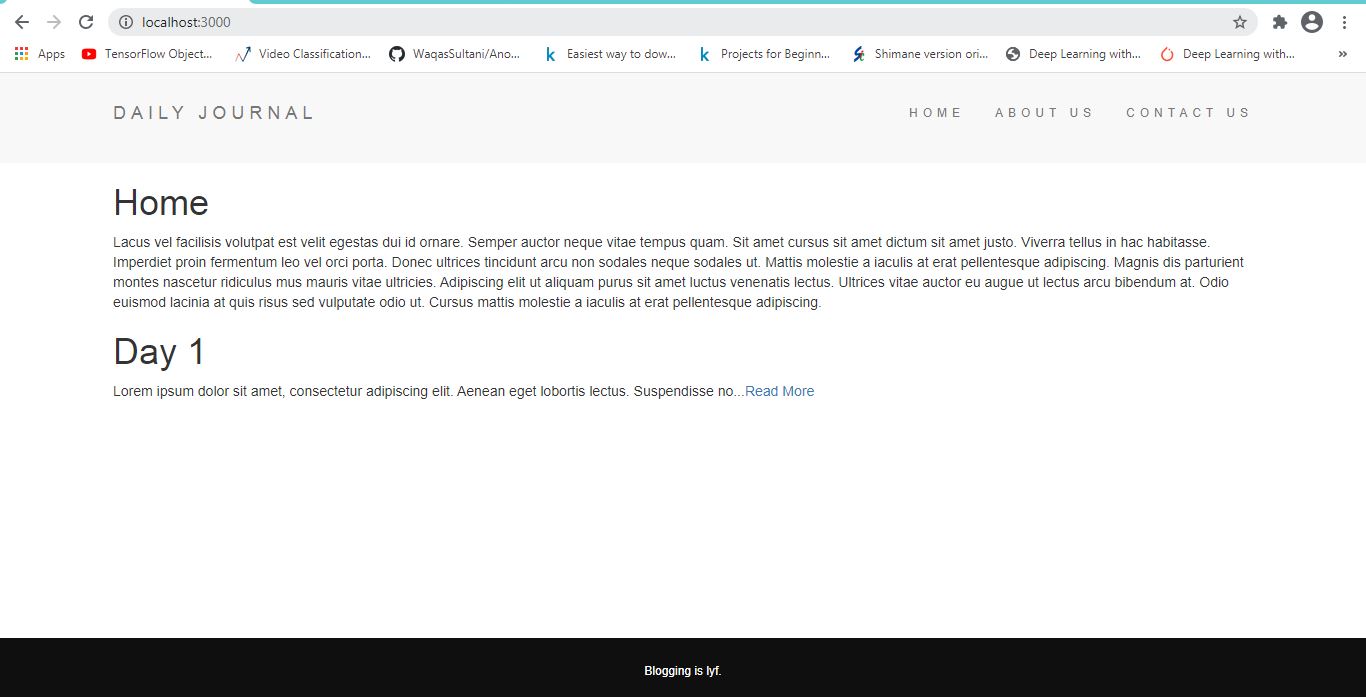 localhost:3000
Apps TensorFlow Object... Video Classification... WaqasSultani/Ano... Easiest way to dow... Projects for Beginn... Shimane version ori... Deep Learning with... Deep Learning with... »
DAILY JOURNAL HOME ABOUT US CONTACT US
Home
Lacus vel facilisis volutpat est velit egestas dui id ornare. Semper auctor neque vitae tempus quam. Sit amet cursus sit amet dictum sit amet justo. Viverra tellus in hac habitasse.
Imperdiet proin fermentum leo vel orci porta. Donec ultrices tincidunt arcu non sodales neque sodales ut. Mattis molestie a iaculis at erat pellentesque adipiscing. Magnis dis parturient
montes nascetur ridiculus mus mauris vitae ultricies. Adipiscing elit ut aliquam purus sit amet luctus venenatis lectus. Ultrices vitae auctor eu augue ut lectus arcu bibendum at. Odio
euismod lacinia at quis risus sed vulputate odio ut. Cursus mattis molestie a iaculis at erat pellentesque adipiscing.
Day 1
Lorem ipsum dolor sit amet, consectetur adipiscing elit. Aenean eget lobortis lectus. Suspendisse no...Read More
Blogging is lyf.